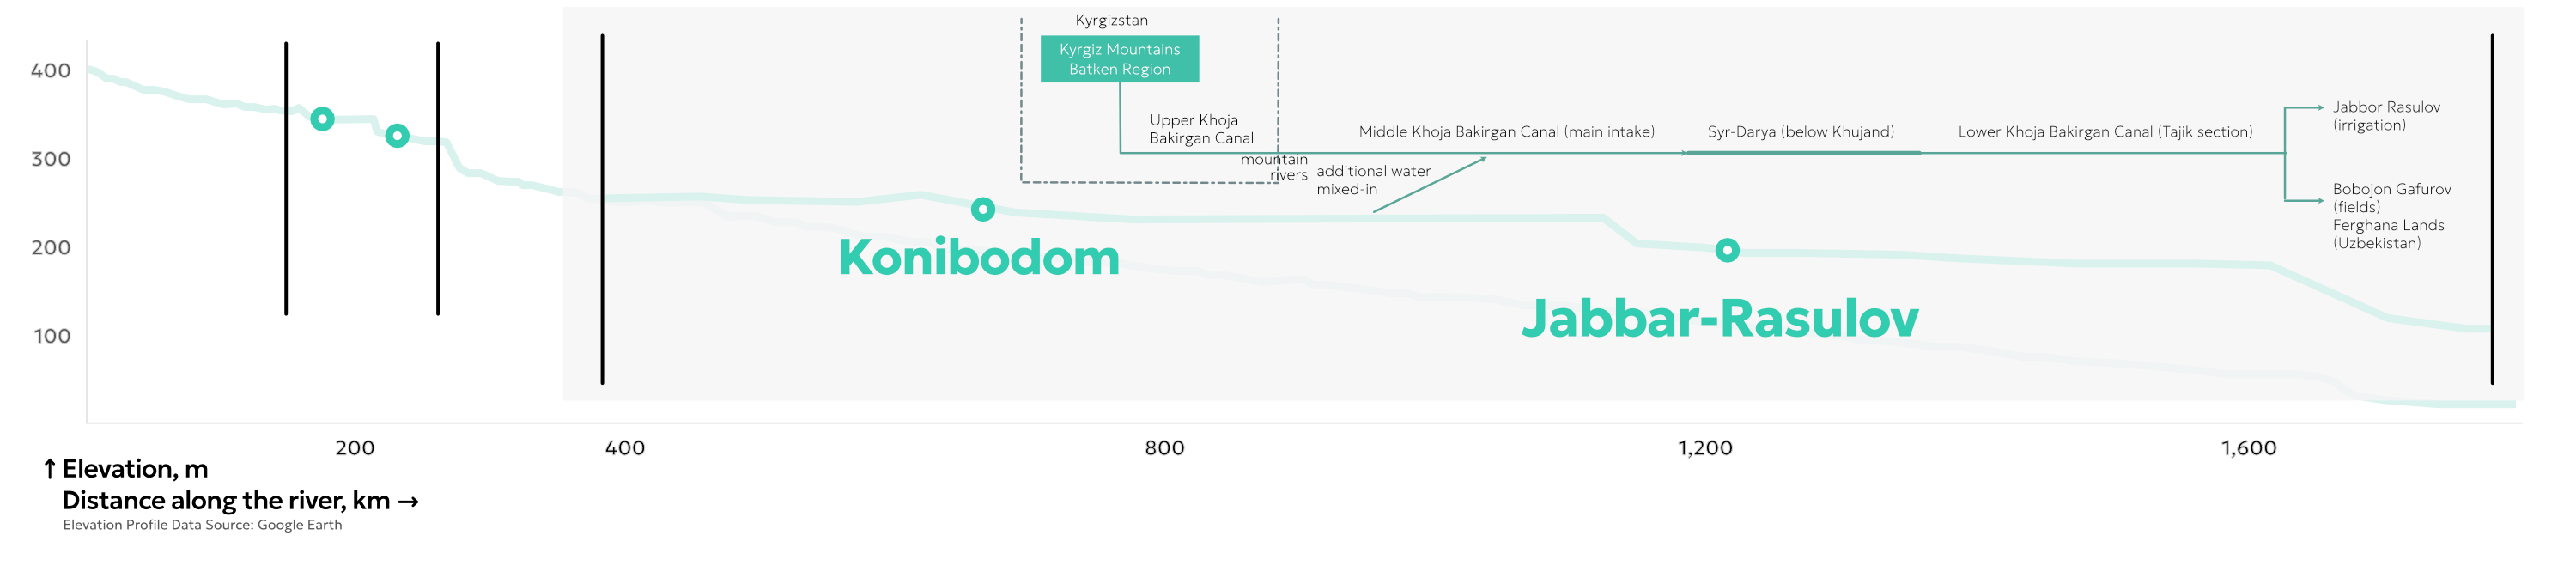 Kyrgizstan
Kyrgiz Mountains
Batken Region
Upper Khoja
Bakirgan Canal
mountain
rivers
additional water
mixed-in
Middle Khoja Bakirgan Canal (main intake)
Syr-Darya (below Khujand)
Lower Khoja Bakirgan Canal (Tajik section)
Jabbor Rasulov
(irrigation)
Bobojon Gafurov
(fields)
Ferghana Lands
(Uzbekistan)
400
300
200
100
Konibodom
Jabbar-Rasulov
200
400
800
1,200
1,600
↑ Elevation, m
Distance along the river, km →
Elevation Profile Data Source: Google Earth